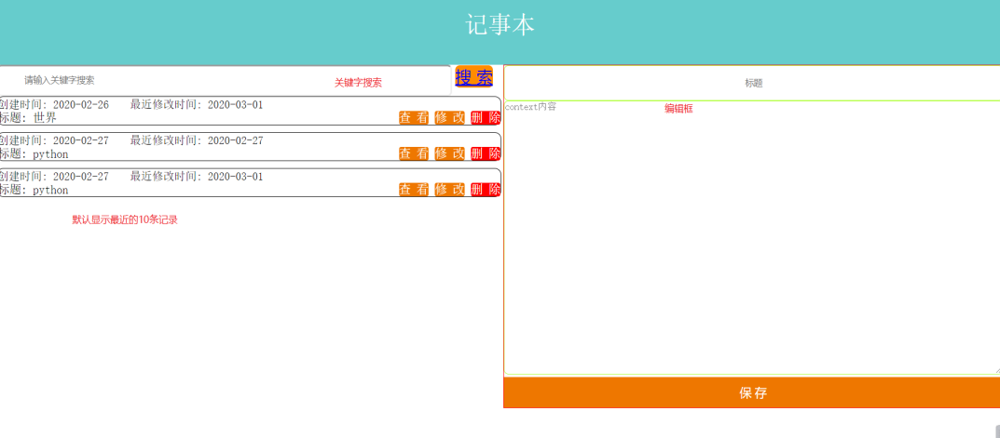 记事本
请输入关键字搜索 关键字搜索 搜 索
创建时间: 2020-02-26 最近修改时间: 2020-03-01
标题: 世界 查 看 修 改 删 除
创建时间: 2020-02-27 最近修改时间: 2020-02-27
标题: python 查 看 修 改 删 除
创建时间: 2020-02-27 最近修改时间: 2020-03-01
标题: python 查 看 修 改 删 除
默认显示最近的10条记录
标题
context内容 编辑框
保存